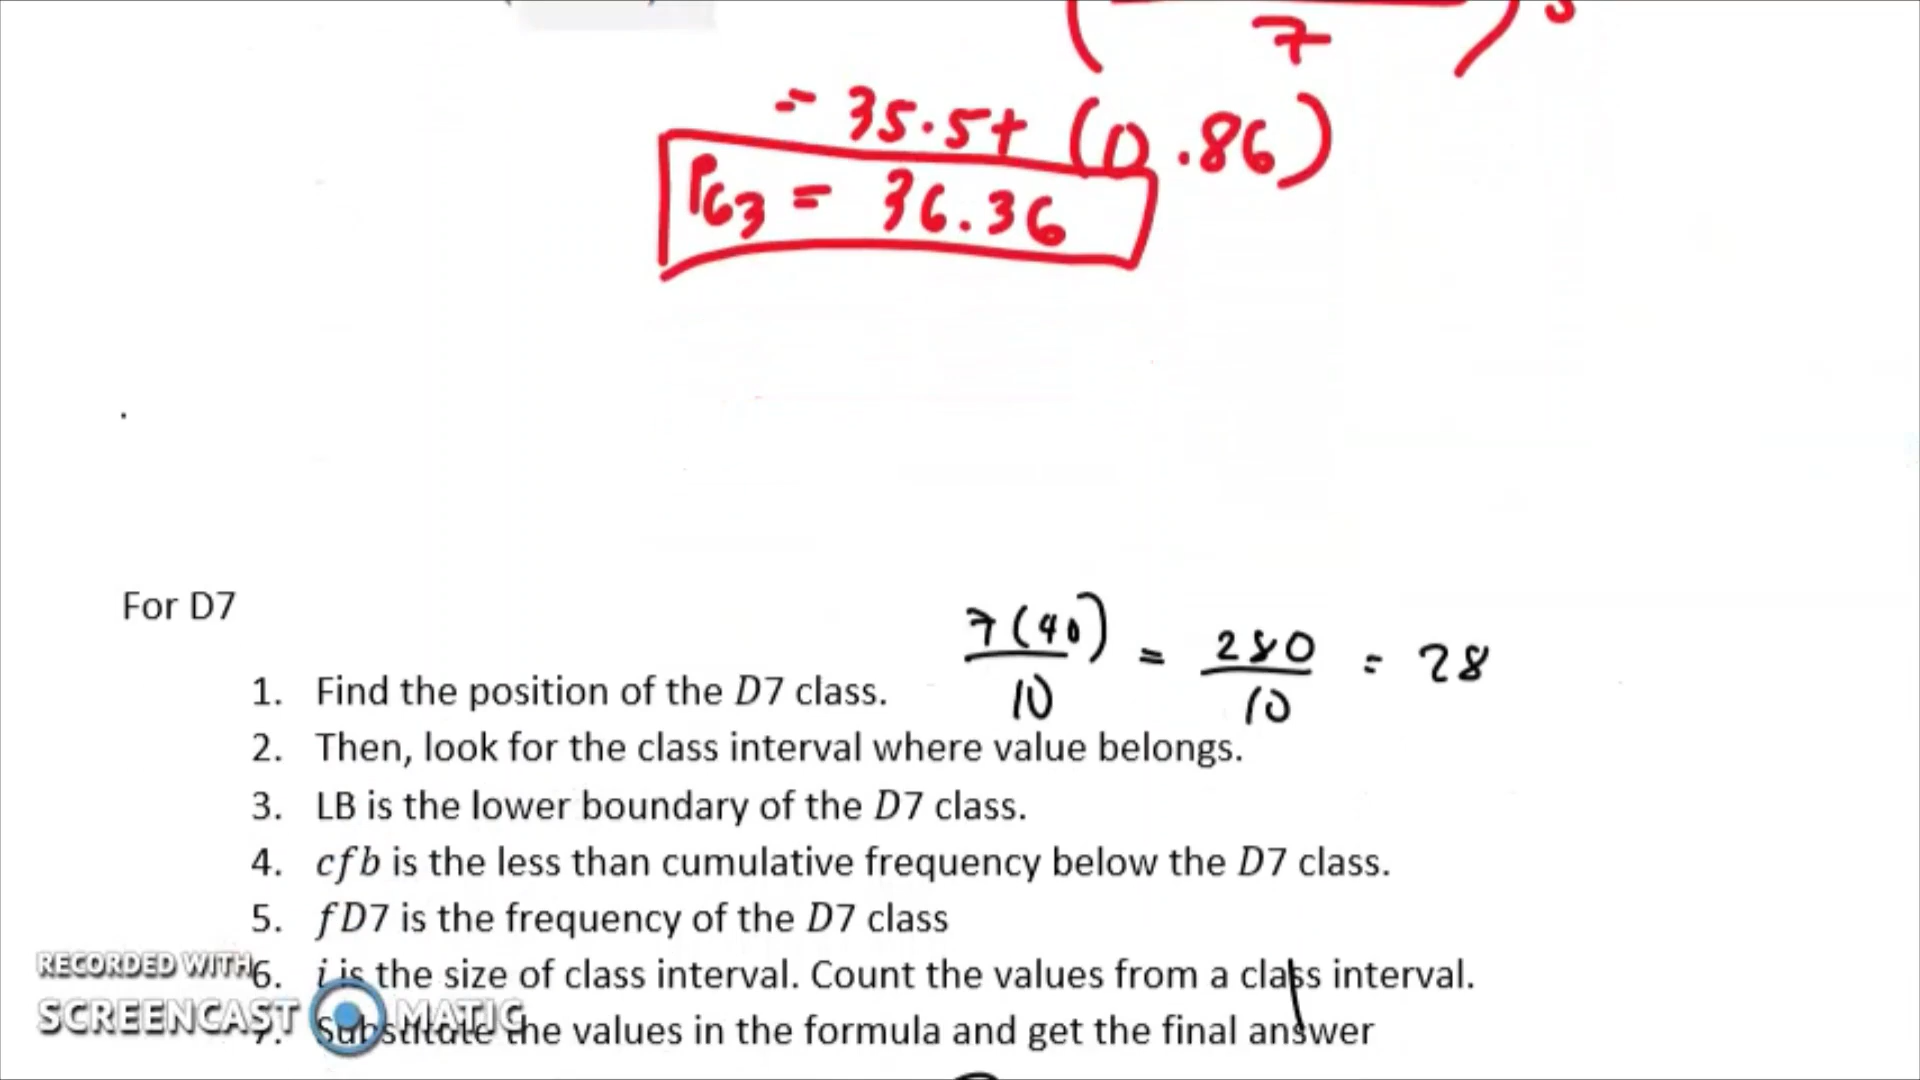 7
= 35.5 + (0.86)
P63 = 36.36
For D7
7(40)/10 = 280/10 = 28
1. Find the position of the D7 class.
2. Then, look for the class interval where value belongs.
3. LB is the lower boundary of the D7 class.
4. cfb is the less than cumulative frequency below the D7 class.
5. fD7 is the frequency of the D7 class
6. i is the size of class interval. Count the values from a class interval.
7. Substitute the values in the formula and get the final answer
RECORDED WITH
SCREENCAST MATIC